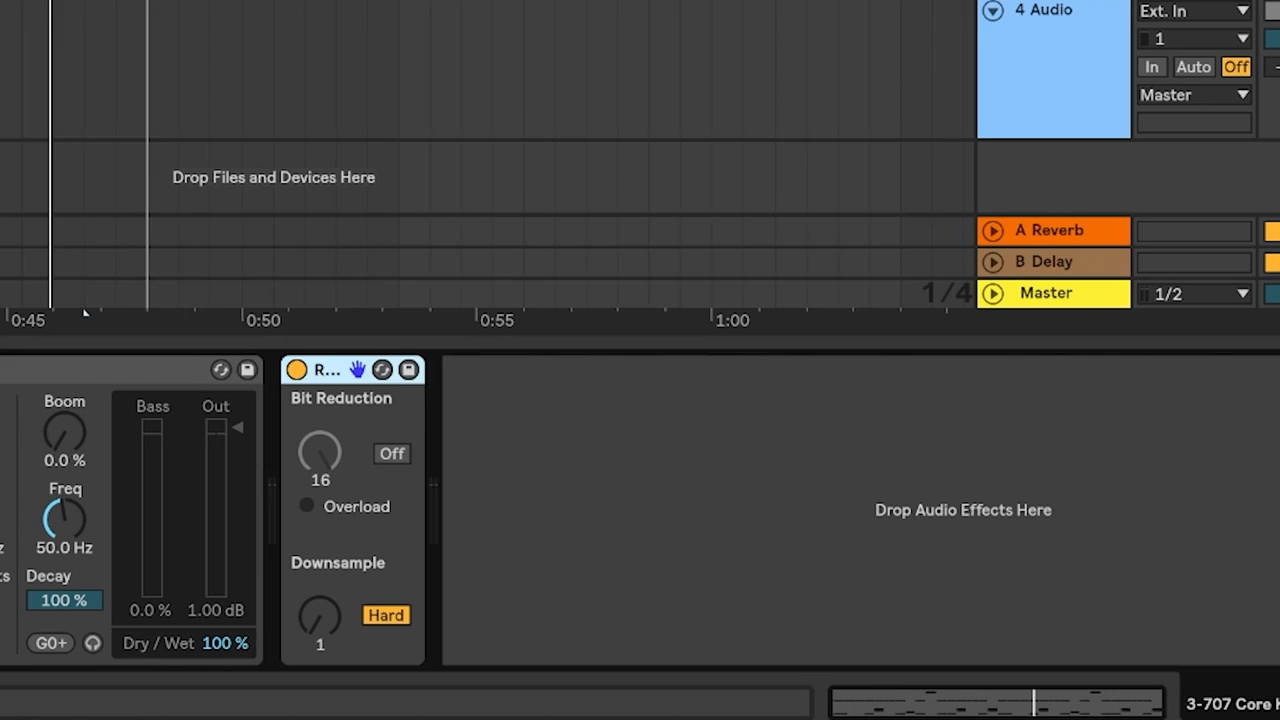 4 Audio
Ext. In
1
In Auto Off
Master
Drop Files and Devices Here
A Reverb
B Delay
1/4
Master
1/2
0:45
0:50
0:55
1:00
Boom
0.0 %
Freq
50.0 Hz
Decay
100 %
G0+
Bass
Out
0.0 %
1.00 dB
Dry / Wet 100 %
R...
Bit Reduction
Off
16
Overload
Downsample
Hard
1
Drop Audio Effects Here
3-707 Core